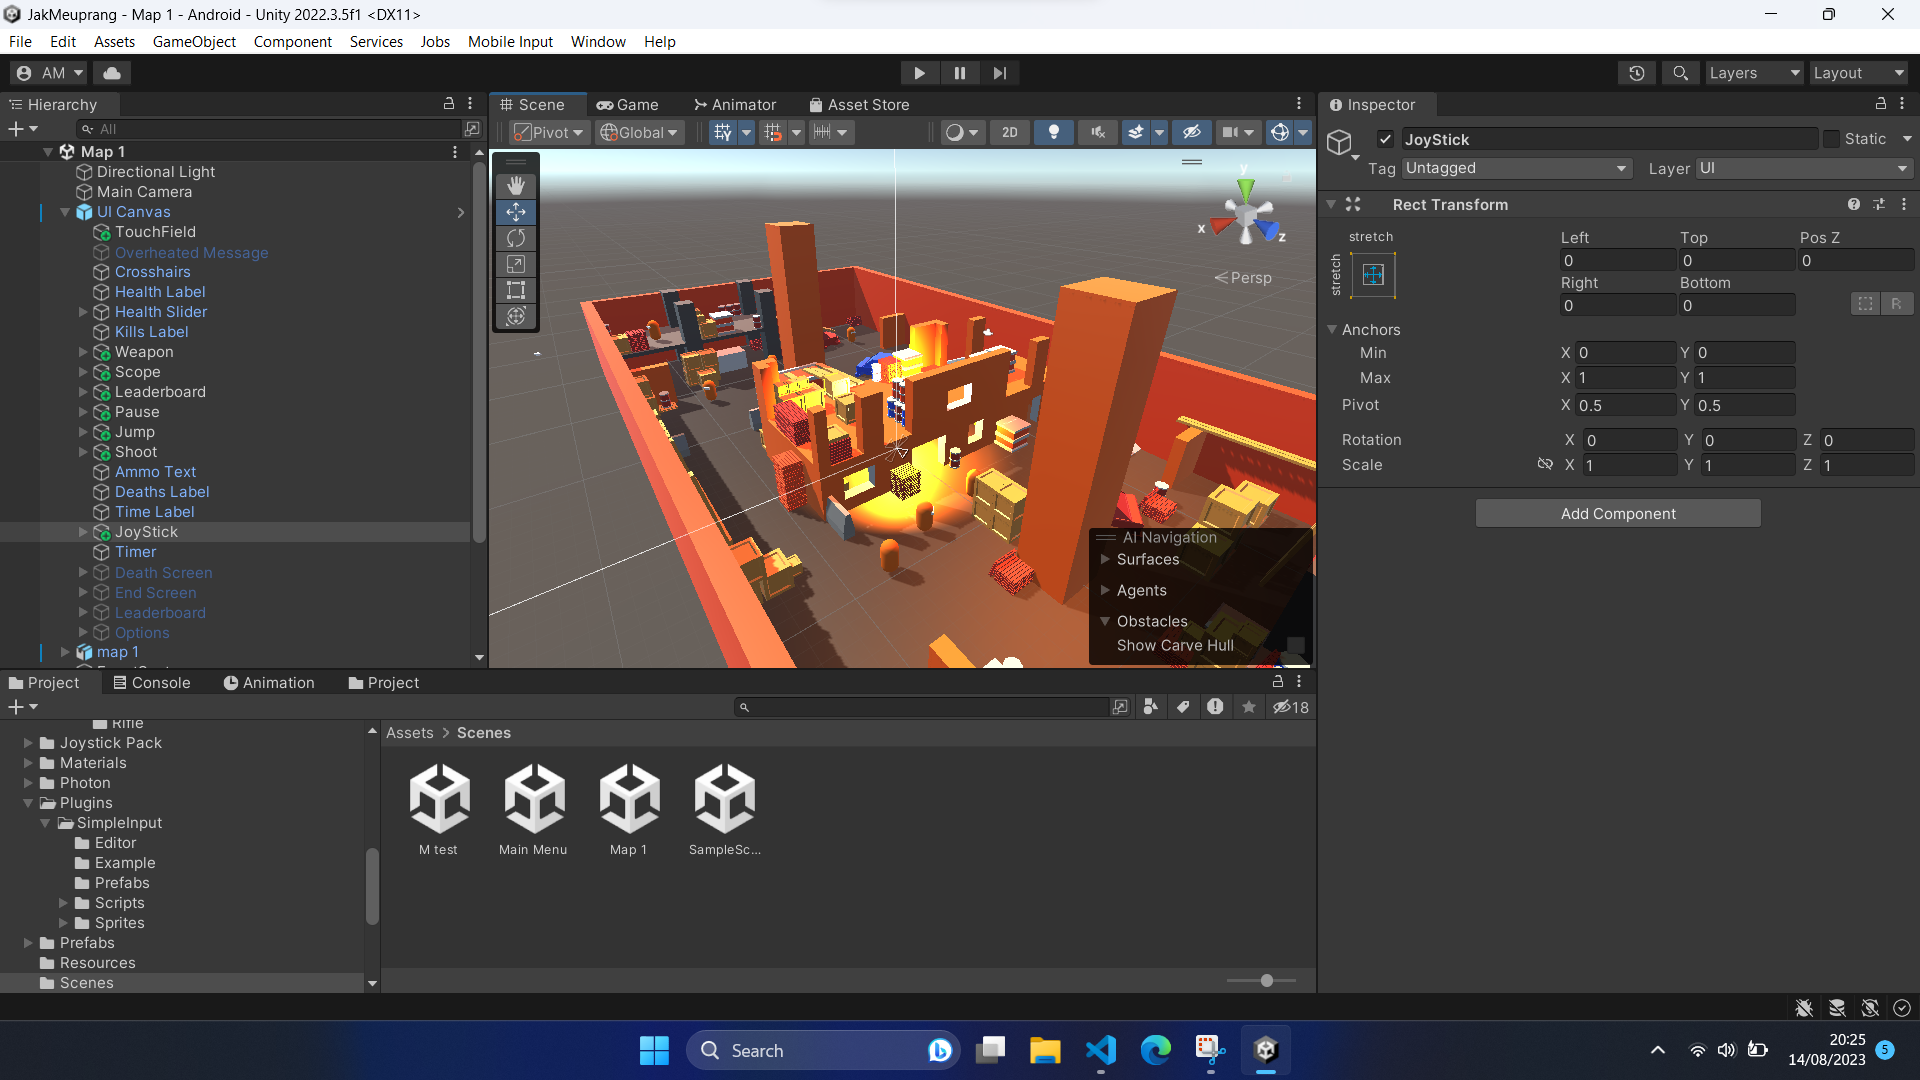 JakMeuprang - Map 1 - Android - Unity 2022.3.5f1 <DX11>
File Edit Assets GameObject Component Services Jobs Mobile Input Window Help
AM Layers Layout
Hierarchy
All
Map 1
Directional Light
Main Camera
UI Canvas
TouchField
Overheated Message
Crosshairs
Health Label
Health Slider
Kills Label
Weapon
Scope
Leaderboard
Pause
Jump
Shoot
Ammo Text
Deaths Label
Time Label
JoyStick
Timer
Death Screen
End Screen
Leaderboard
Options
map 1
Scene Game Animator Asset Store
Pivot Global 2D
y
x
z
Persp
AI Navigation
Surfaces
Agents
Obstacles
Show Carve Hull
Inspector
JoyStick Static
Tag Untagged Layer UI
Rect Transform
stretch Left Top Pos Z
stretch 0 0 0
Right Bottom
0 0 R
Anchors
Min X 0 Y 0
Max X 1 Y 1
Pivot X 0.5 Y 0.5
Rotation X 0 Y 0 Z 0
Scale X 1 Y 1 Z 1
Add Component
Project Console Animation Project
18
Rifle
Joystick Pack
Materials
Photon
Plugins
SimpleInput
Editor
Example
Prefabs
Scripts
Sprites
Prefabs
Resources
Scenes
Assets > Scenes
M test Main Menu Map 1 SampleSc...
Search
20:25
14/08/2023 5